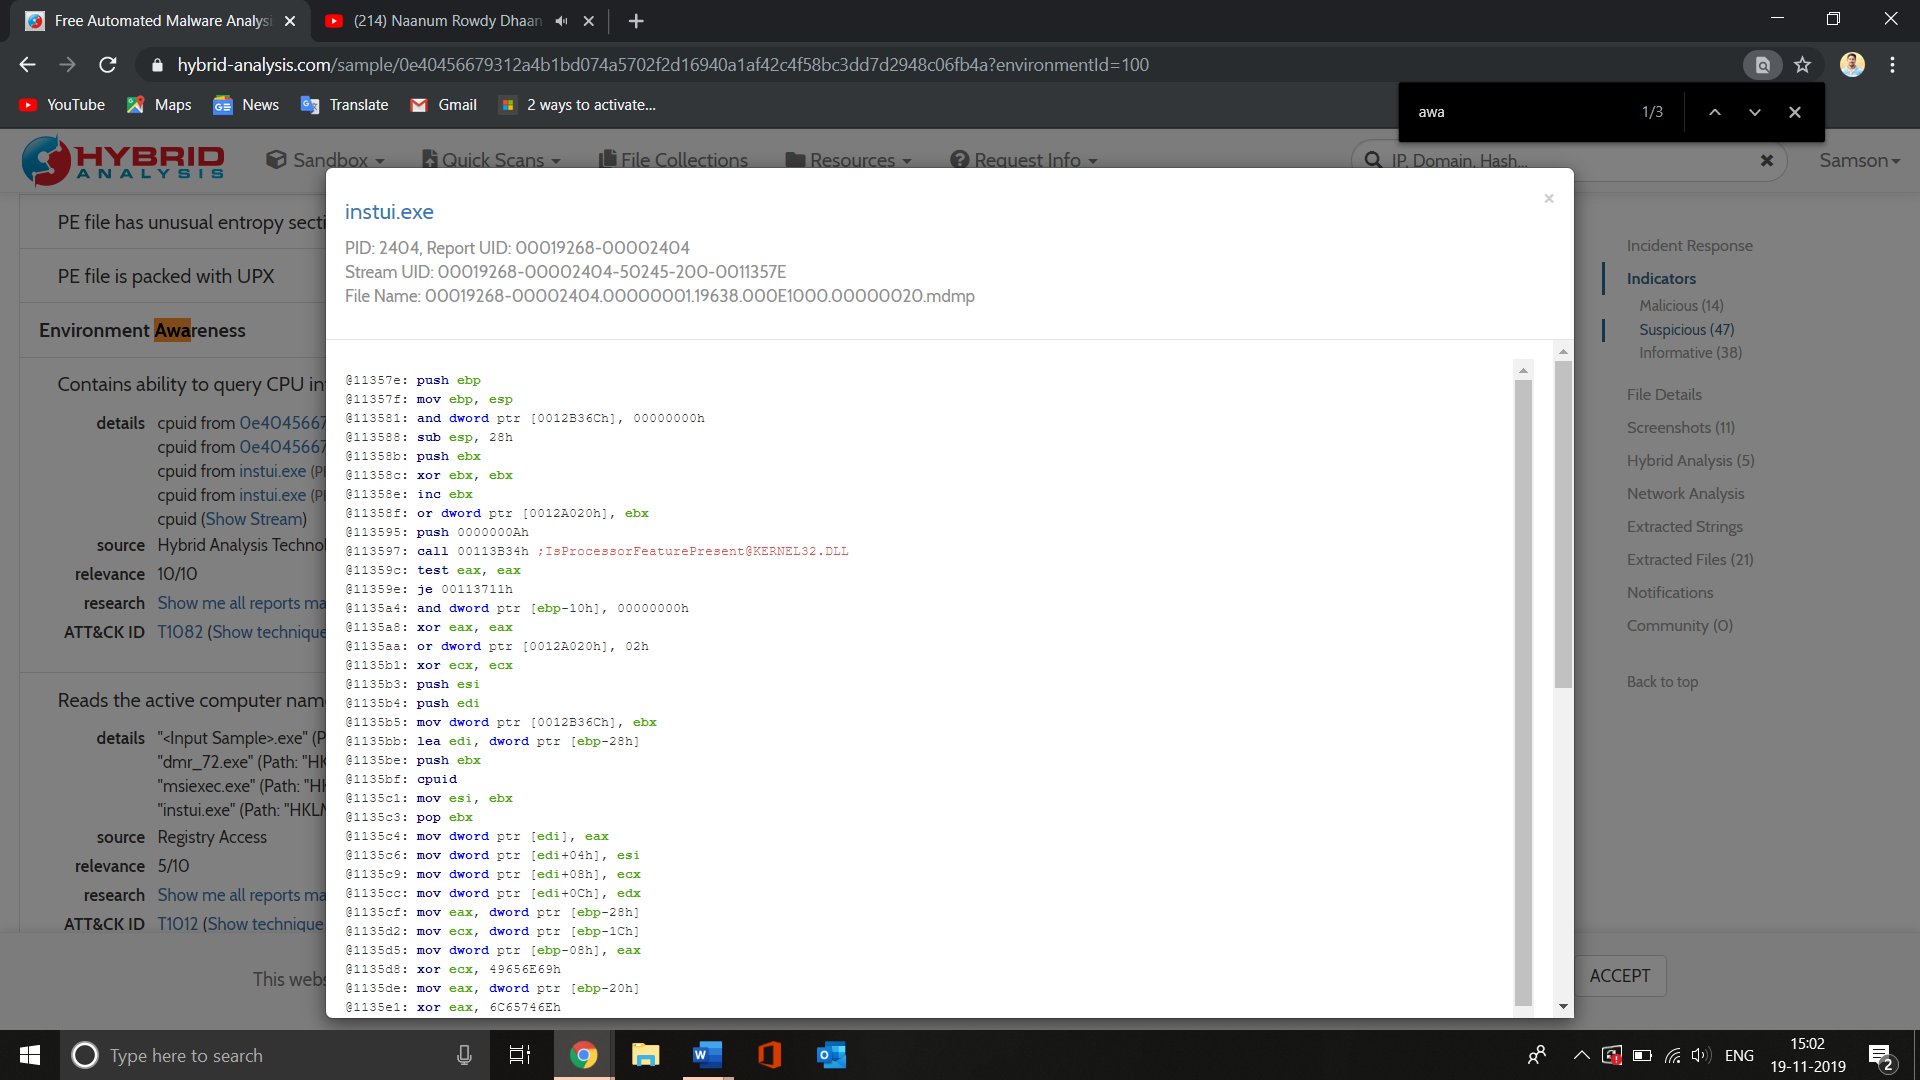 Free Automated Malware Analysis
(214) Naanum Rowdy Dhaan
hybrid-analysis.com/sample/0e40456679312a4b1bd074a5702f2d16940a1af42c4f58bc3dd7d2948c06fb4a?environmentId=100
YouTube Maps News Translate Gmail 2 ways to activate...
awa 1/3
HYBRID
ANALYSIS
Sandbox Quick Scans File Collections Resources Request Info
IP, Domain, Hash...
Samson
PE file has unusual entropy secti
PE file is packed with UPX
Environment Awareness
Contains ability to query CPU in
details cpuid from 0e4045667
cpuid from 0e4045667
cpuid from instui.exe (PI
cpuid from instui.exe (PI
cpuid (Show Stream)
source Hybrid Analysis Technol
relevance 10/10
research Show me all reports ma
ATT&CK ID T1082 (Show technique
Reads the active computer nam
details "<Input Sample>.exe" (P
"dmr_72.exe" (Path: "HK
"msiexec.exe" (Path: "HI
"instui.exe" (Path: "HKLM
source Registry Access
relevance 5/10
research Show me all reports ma
ATT&CK ID T1012 (Show technique
This webs
instui.exe
×
PID: 2404, Report UID: 00019268-00002404
Stream UID: 00019268-00002404-50245-200-0011357E
File Name: 00019268-00002404.00000001.19638.000E1000.00000020.mdmp
@11357e: push ebp
@11357f: mov ebp, esp
@113581: and dword ptr [0012B36Ch], 00000000h
@113588: sub esp, 28h
@11358b: push ebx
@11358c: xor ebx, ebx
@11358e: inc ebx
@11358f: or dword ptr [0012A020h], ebx
@113595: push 0000000Ah
@113597: call 00113B34h ;IsProcessorFeaturePresent@KERNEL32.DLL
@11359c: test eax, eax
@11359e: je 00113711h
@1135a4: and dword ptr [ebp-10h], 00000000h
@1135a8: xor eax, eax
@1135aa: or dword ptr [0012A020h], 02h
@1135b1: xor ecx, ecx
@1135b3: push esi
@1135b4: push edi
@1135b5: mov dword ptr [0012B36Ch], ebx
@1135bb: lea edi, dword ptr [ebp-28h]
@1135be: push ebx
@1135bf: cpuid
@1135c1: mov esi, ebx
@1135c3: pop ebx
@1135c4: mov dword ptr [edi], eax
@1135c6: mov dword ptr [edi+04h], esi
@1135c9: mov dword ptr [edi+08h], ecx
@1135cc: mov dword ptr [edi+0Ch], edx
@1135cf: mov eax, dword ptr [ebp-28h]
@1135d2: mov ecx, dword ptr [ebp-1Ch]
@1135d5: mov dword ptr [ebp-08h], eax
@1135d8: xor ecx, 49656E69h
@1135de: mov eax, dword ptr [ebp-20h]
@1135e1: xor eax, 6C65746Eh
Incident Response
Indicators
Malicious (14)
Suspicious (47)
Informative (38)
File Details
Screenshots (11)
Hybrid Analysis (5)
Network Analysis
Extracted Strings
Extracted Files (21)
Notifications
Community (0)
Back to top
ACCEPT
Type here to search
ENG
15:02
19-11-2019
2